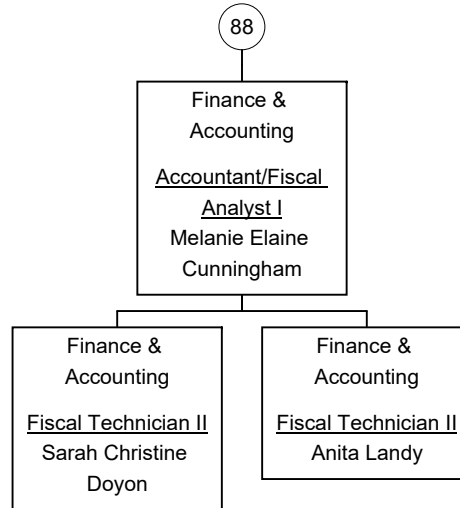 88
Finance &
Accounting
Accountant/Fiscal
Analyst I
Melanie Elaine
Cunningham
Finance &
Accounting
Fiscal Technician II
Sarah Christine
Doyon
Finance &
Accounting
Fiscal Technician II
Anita Landy